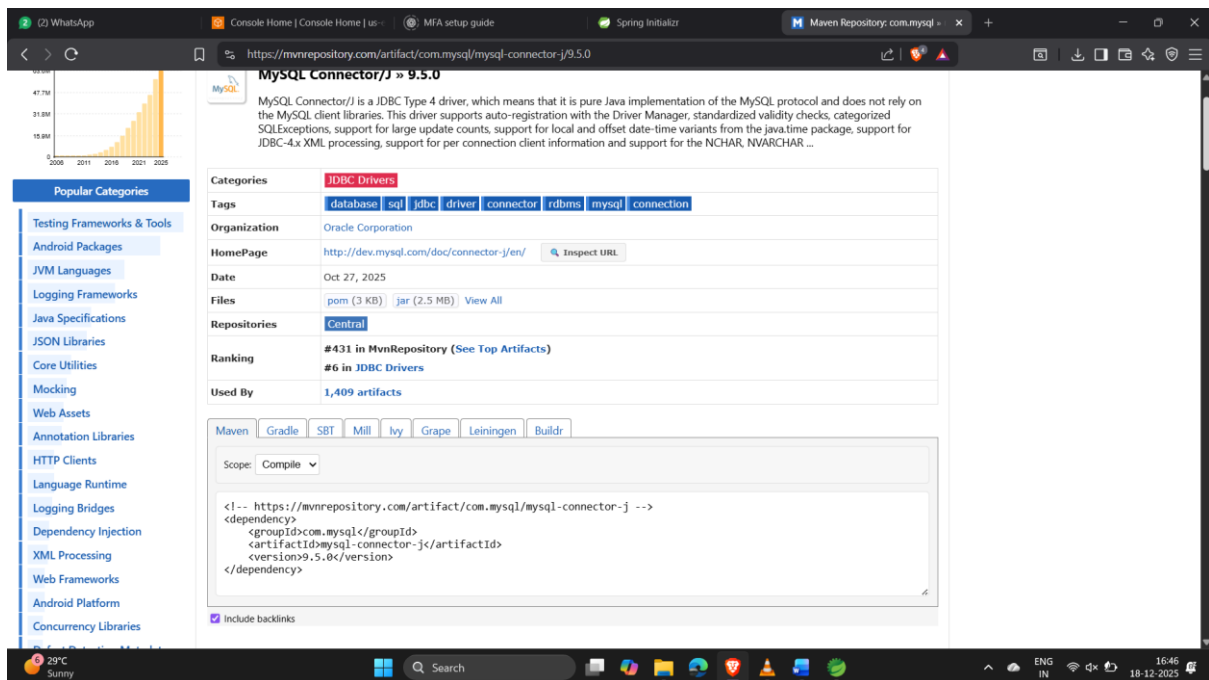 2 (2) WhatsApp
Console Home | Console Home | us-e
MFA setup guide
Spring Initializr
M Maven Repository: com.mysql »
https://mvnrepository.com/artifact/com.mysql/mysql-connector-j/9.5.0
47.7M
31.8M
15.9M
0
2006 2011 2016 2021 2025
MySQL
MySQL Connector/J » 9.5.0
MySQL Connector/J is a JDBC Type 4 driver, which means that it is pure Java implementation of the MySQL protocol and does not rely on
the MySQL client libraries. This driver supports auto-registration with the Driver Manager, standardized validity checks, categorized
SQLExceptions, support for large update counts, support for local and offset date-time variants from the java.time package, support for
JDBC-4.x XML processing, support for per connection client information and support for the NCHAR, NVARCHAR ...
Popular Categories
Testing Frameworks & Tools
Android Packages
JVM Languages
Logging Frameworks
Java Specifications
JSON Libraries
Core Utilities
Mocking
Web Assets
Annotation Libraries
HTTP Clients
Language Runtime
Logging Bridges
Dependency Injection
XML Processing
Web Frameworks
Android Platform
Concurrency Libraries
Categories JDBC Drivers
Tags database sql jdbc driver connector rdbms mysql connection
Organization Oracle Corporation
HomePage http://dev.mysql.com/doc/connector-j/en/ Inspect URL
Date Oct 27, 2025
Files pom (3 KB) jar (2.5 MB) View All
Repositories Central
Ranking #431 in MvnRepository (See Top Artifacts)
#6 in JDBC Drivers
Used By 1,409 artifacts
Maven Gradle SBT Mill Ivy Grape Leiningen Buildr
Scope: Compile
<!-- https://mvnrepository.com/artifact/com.mysql/mysql-connector-j -->
<dependency>
    <groupId>com.mysql</groupId>
    <artifactId>mysql-connector-j</artifactId>
    <version>9.5.0</version>
</dependency>
Include backlinks
6 29°C
Sunny
Search
ENG
IN
16:46
18-12-2025